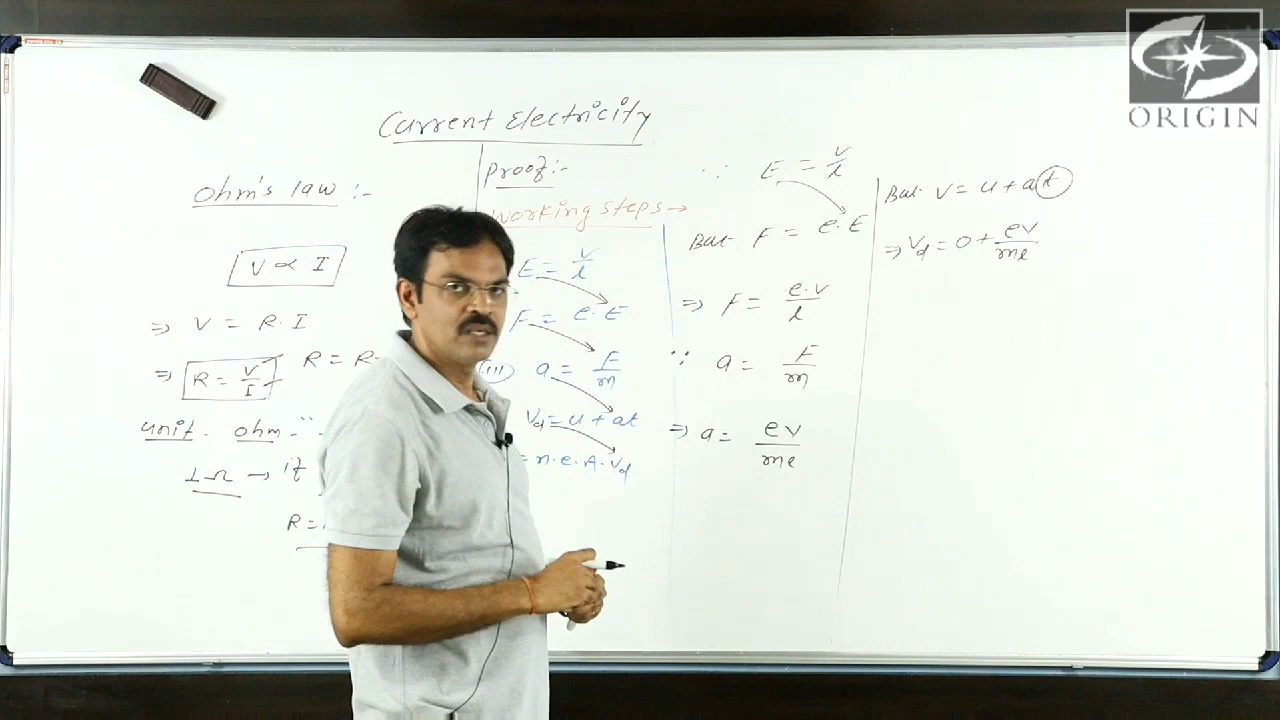 ORIGIN
Current Electricity
Ohm's law :-
V ∝ I
⇒ V = R·I
⇒ R = V/I R = R
unit - ohm -
1Ω → if
R =
Proof :-
Working steps →
E = V/l
F = e·E
(iii) a = F/m
Vd = u + at
= n·e·A·Vd
∵ E = V/l
But F = e·E
⇒ F = e·V/l
∵ a = F/m
⇒ a = eV/ml
But V = u + at
⇒ Vd = 0 + eV/ml